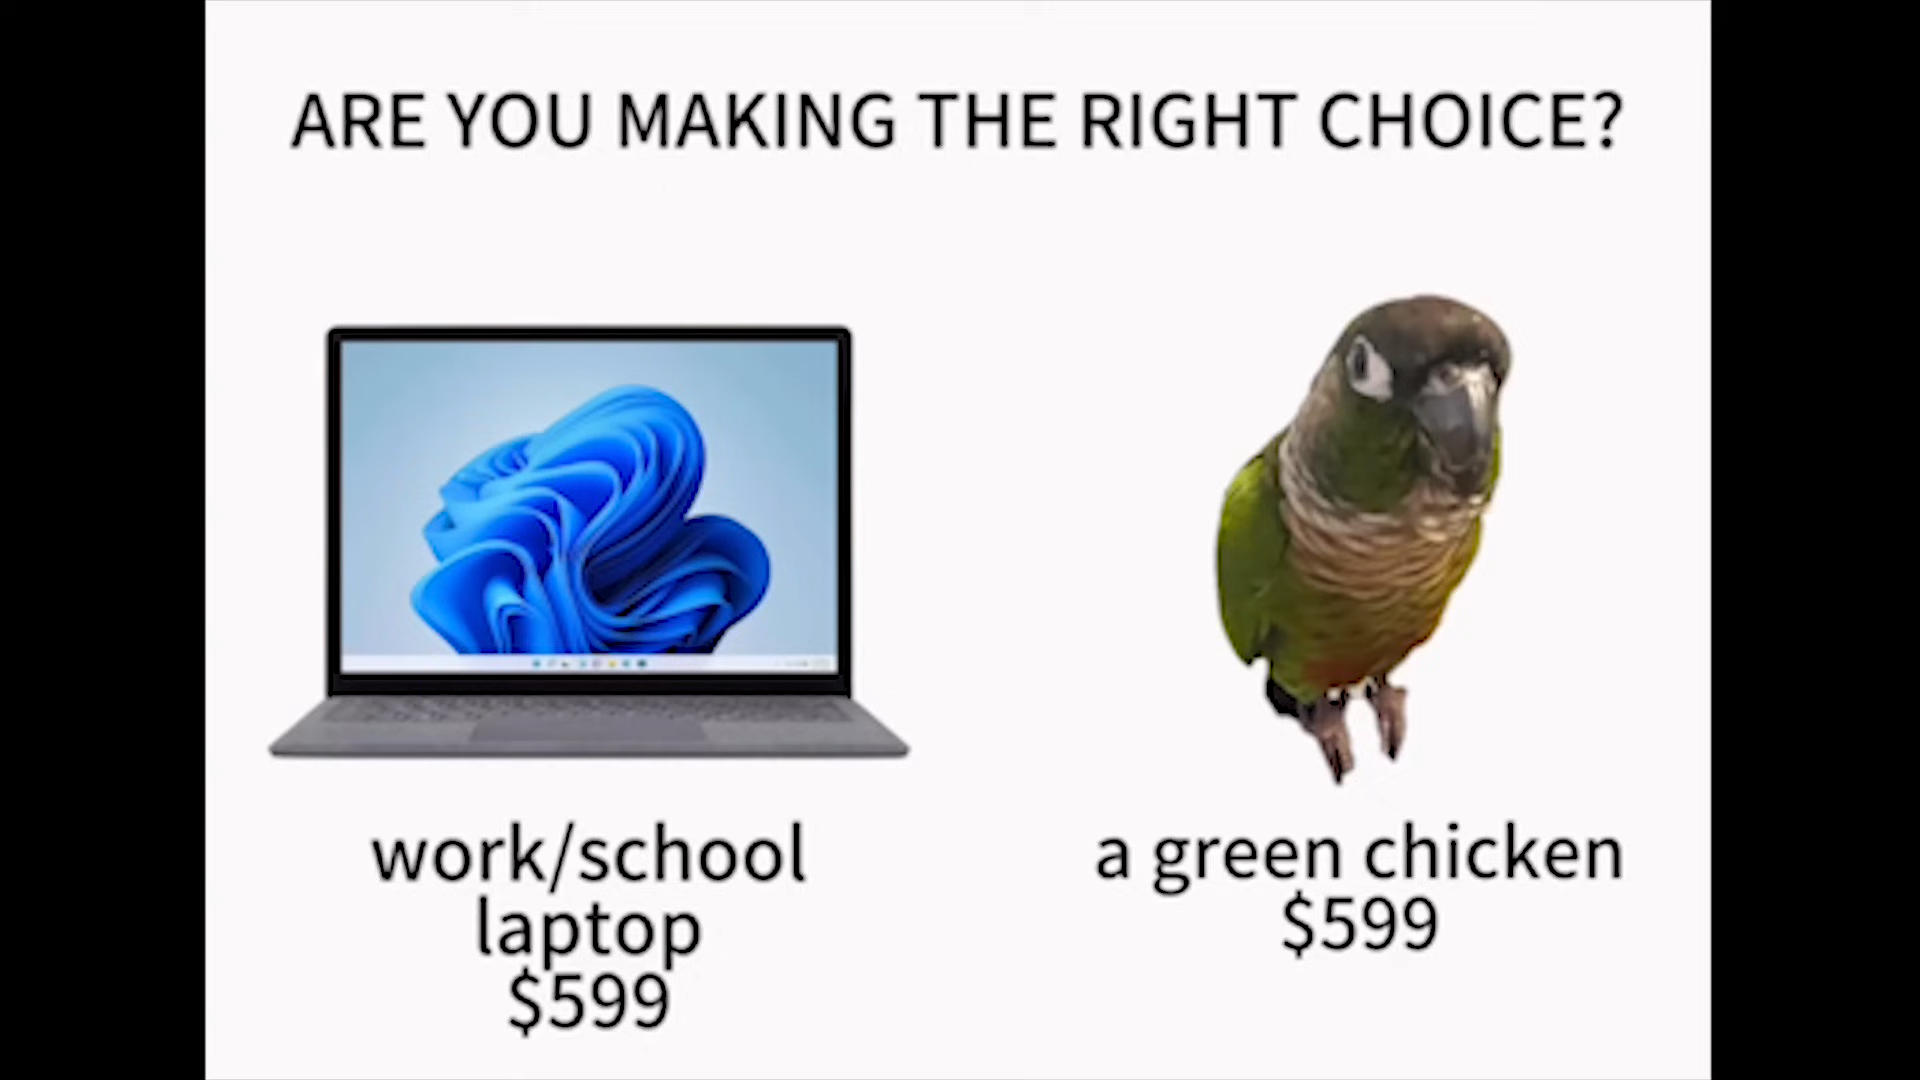 ARE YOU MAKING THE RIGHT CHOICE?
work/school
laptop
$599
a green chicken
$599